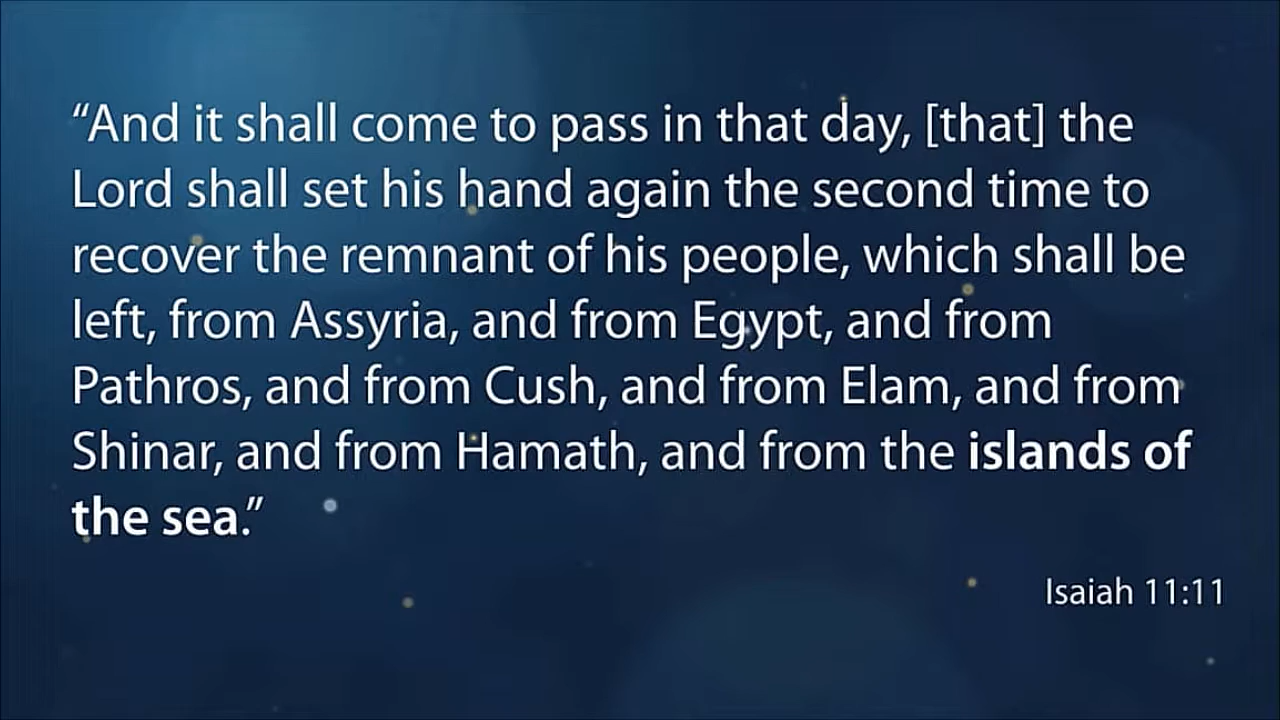 “And it shall come to pass in that day, [that] the
Lord shall set his hand again the second time to
recover the remnant of his people, which shall be
left, from Assyria, and from Egypt, and from
Pathros, and from Cush, and from Elam, and from
Shinar, and from Hamath, and from the islands of
the sea.”
Isaiah 11:11